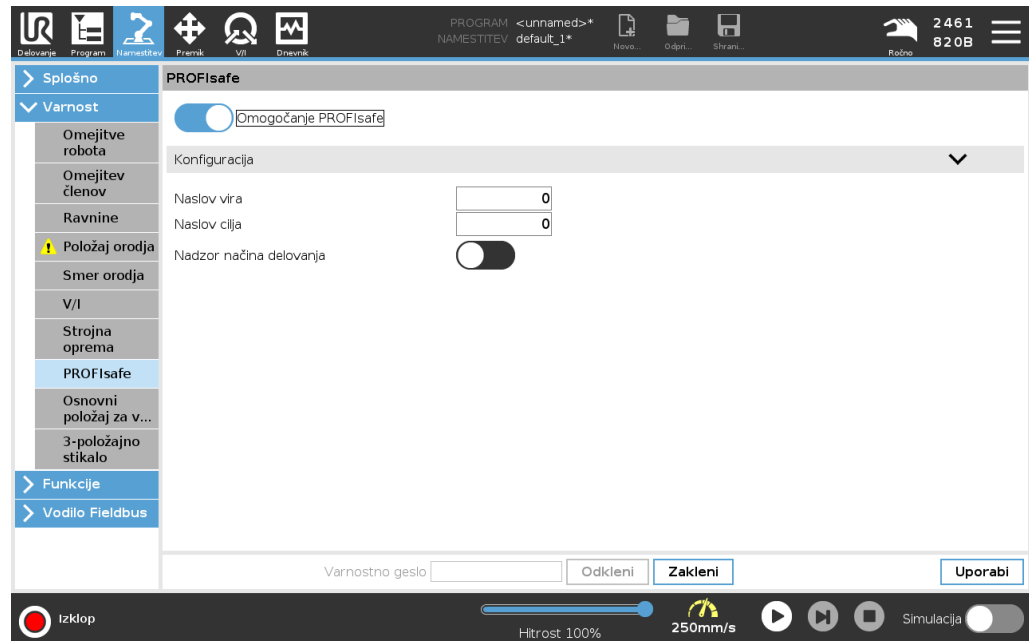 UR
PROGRAM <unnamed>*
NAMESTITEV default_1*
2461
820B
Delovanje
Program
Namestitev
Premik
V/I
Dnevnik
Novo...
Odpri...
Shrani...
Ročno
Splošno
Varnost
Omejitve
robota
Omejitev
členov
Ravnine
Položaj orodja
Smer orodja
V/I
Strojna
oprema
PROFIsafe
Osnovni
položaj za v...
3-položajno
stikalo
Funkcije
Vodilo Fieldbus
PROFIsafe
Omogočanje PROFIsafe
Konfiguracija
Naslov vira 0
Naslov cilja 0
Nadzor načina delovanja
Varnostno geslo Odkleni Zakleni Uporabi
Izklop
Hitrost 100%
250mm/s
Simulacija